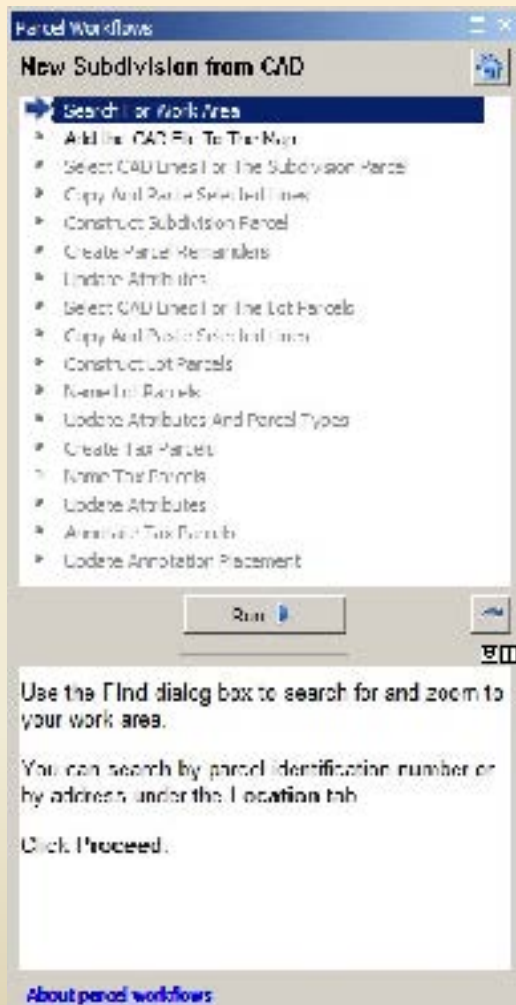 Parcel Workflows
New Subdivision from CAD
Search For Work Area
Add the CAD File To The Map
Select CAD Lines For The Subdivision Parcel
Copy And Paste Selected Lines
Construct Subdivision Parcel
Create Parcel Remainders
Update Attributes
Select CAD Lines For The Lot Parcels
Copy And Paste Selected Lines
Construct Lot Parcels
Name Lot Parcels
Update Attributes And Parcel Types
Create Tax Parcels
Name Tax Parcels
Update Attributes
Annotate Tax Parcels
Update Annotation Placement
Run
Use the Find dialog box to search for and zoom to
your work area.
You can search by parcel identification number or
by address under the Location tab
Click Proceed.
About parcel workflows